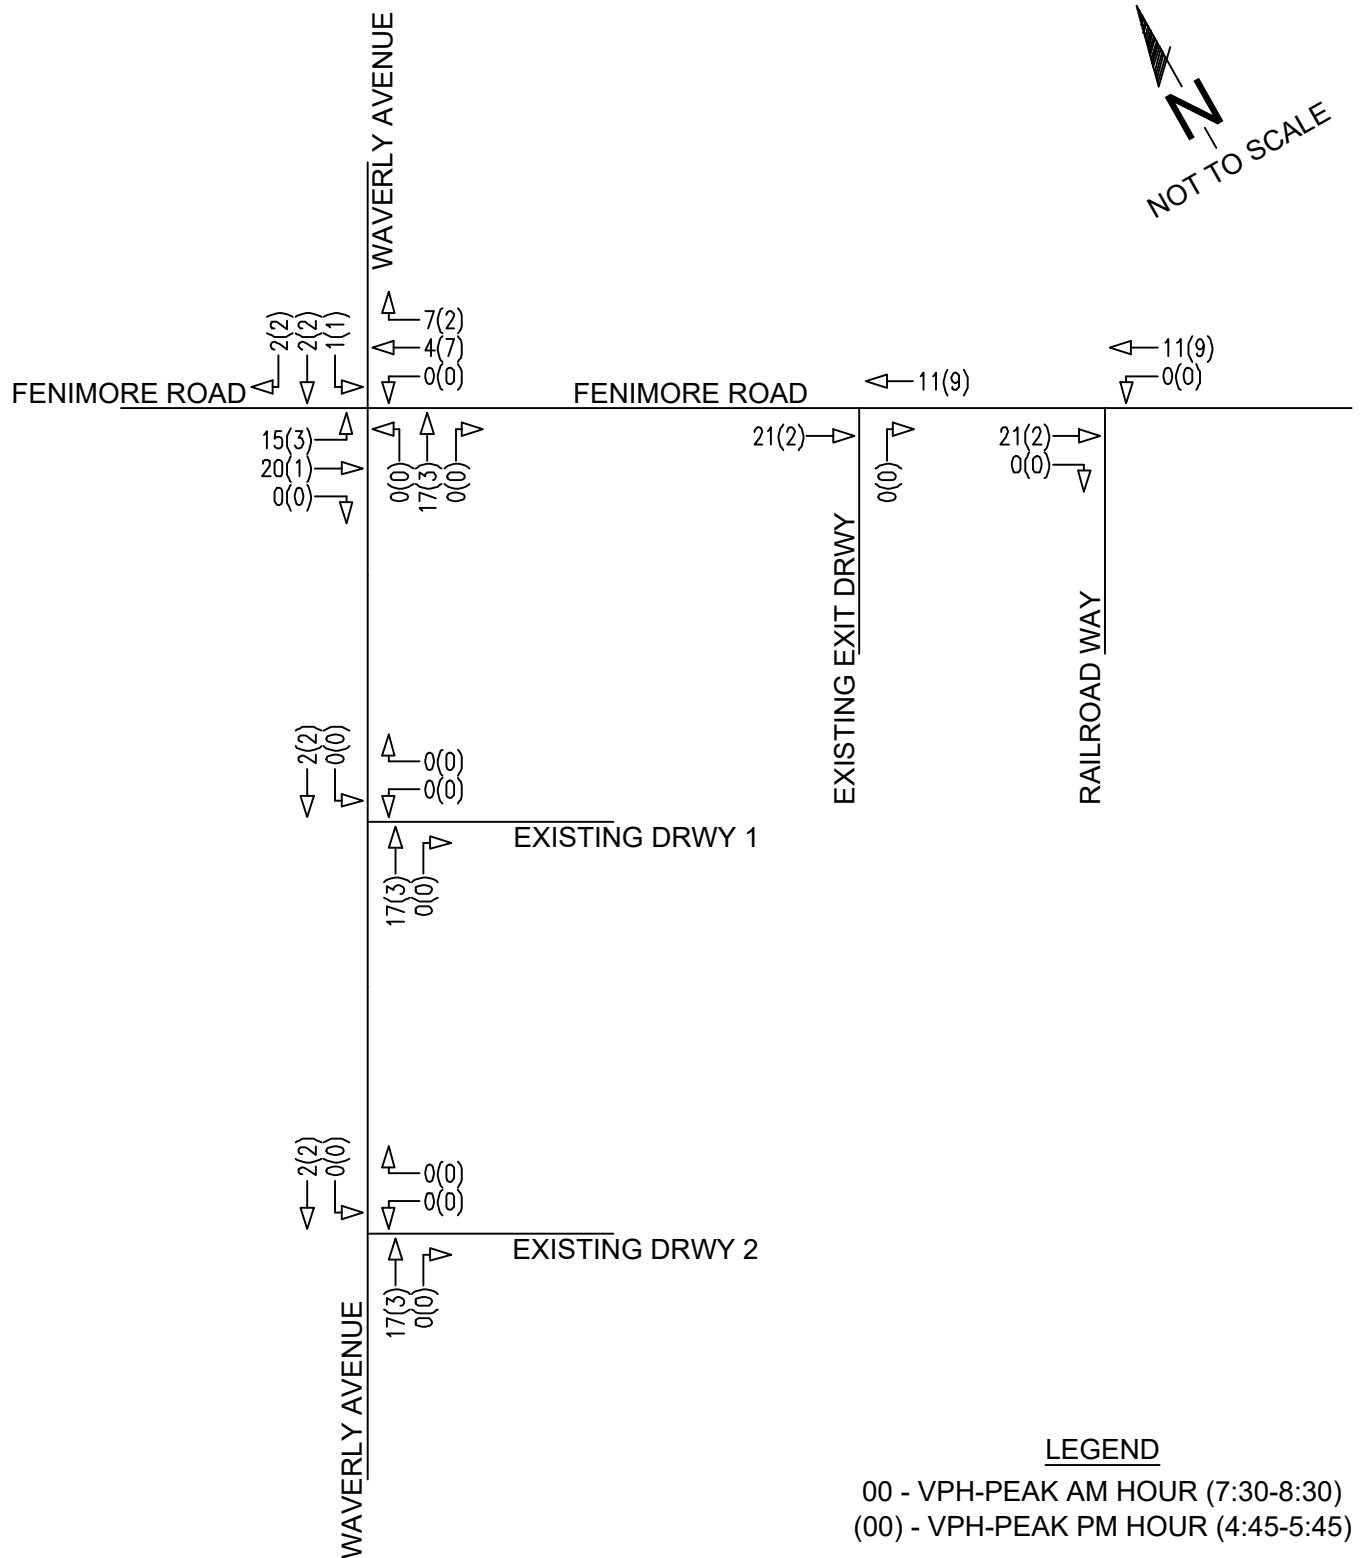 WAVERLY AVENUE
N
NOT TO SCALE
2(2)
2(2)
1(1)
7(2)
4(7)
0(0)
11(9)
11(9)
0(0)
FENIMORE ROAD
FENIMORE ROAD
15(3)
20(1)
0(0)
0(0)
17(3)
0(0)
21(2)
0(0)
21(2)
0(0)
EXISTING EXIT DRWY
RAILROAD WAY
2(2)
0(0)
0(0)
0(0)
EXISTING DRWY 1
17(3)
0(0)
2(2)
0(0)
0(0)
0(0)
EXISTING DRWY 2
17(3)
0(0)
WAVERLY AVENUE
LEGEND
00 - VPH-PEAK AM HOUR (7:30-8:30)
(00) - VPH-PEAK PM HOUR (4:45-5:45)